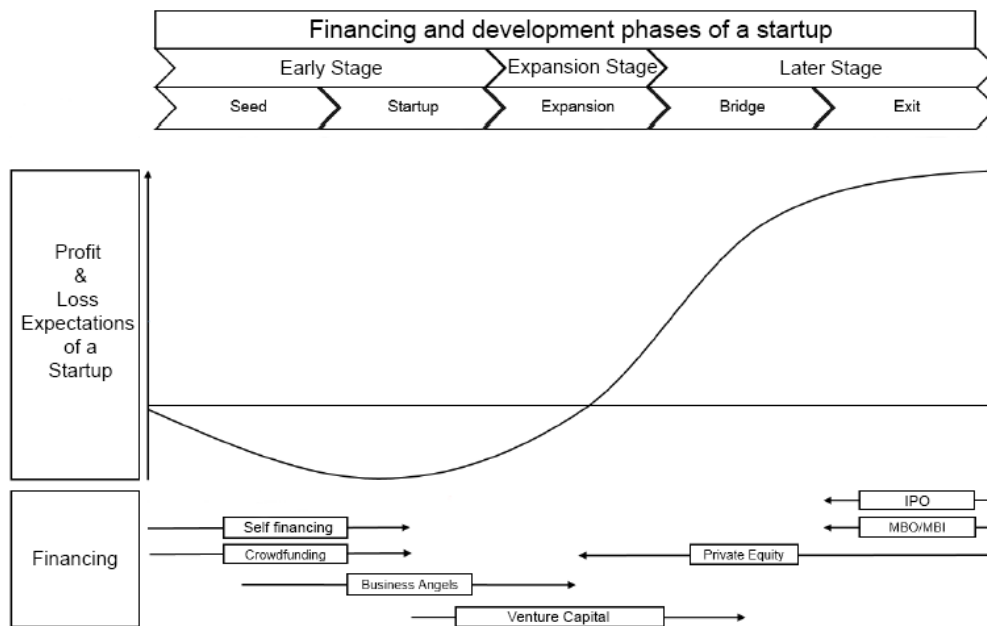 Financing and development phases of a startup
Early Stage
Expansion Stage
Later Stage
Seed
Startup
Expansion
Bridge
Exit
Profit
&
Loss
Expectations
of a
Startup
Financing
IPO
Self financing
MBO/MBI
Crowdfunding
Private Equity
Business Angels
Venture Capital